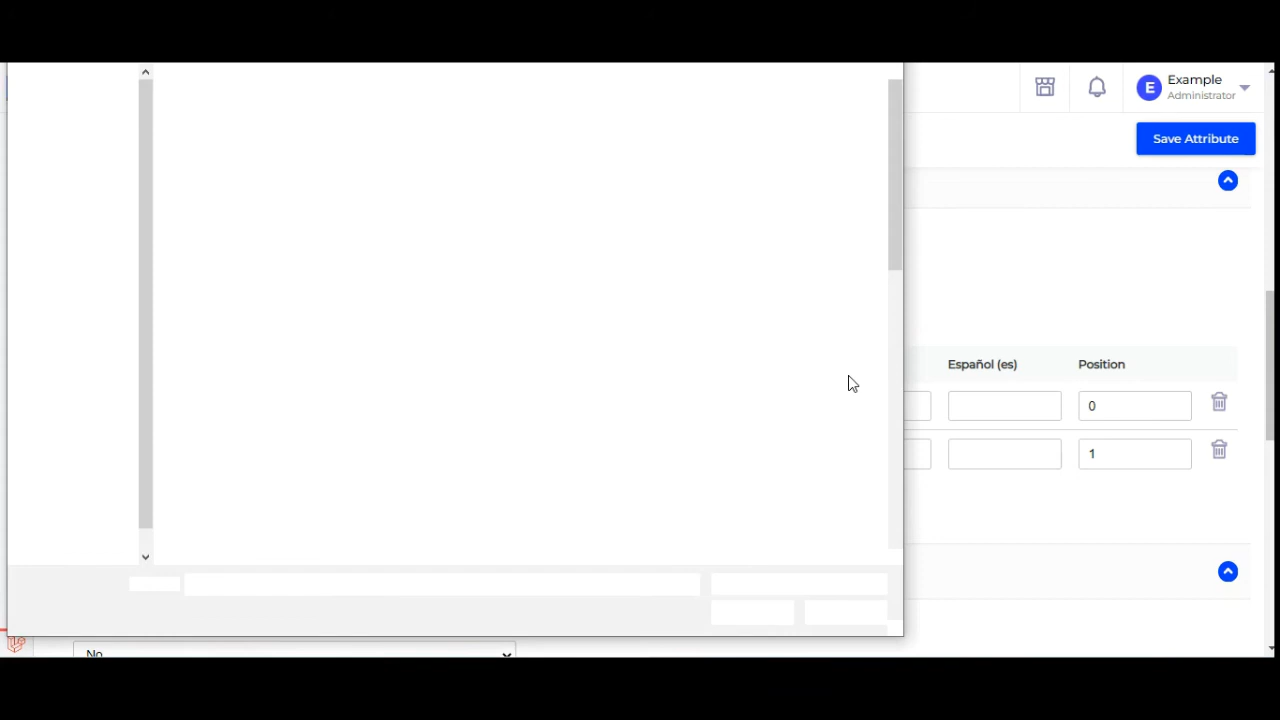 Example
Administrator
Save Attribute
Español (es) Position
0
1
No